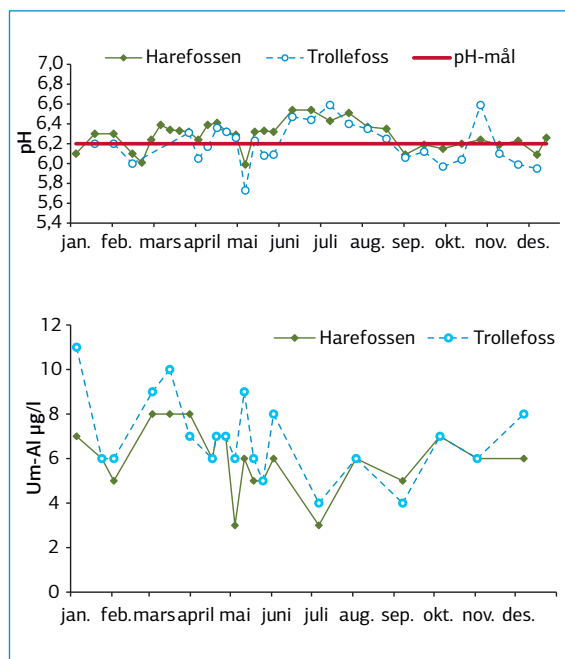 Harefossen Trollefoss pH-mål
pH
7,0
6,8
6,6
6,4
6,2
6,0
5,8
5,6
5,4
jan. feb. mars april mai juni juli aug. sep. okt. nov. des.
Harefossen Trollefoss
Um-Al µg/l
12
10
8
6
4
2
0
jan. feb. mars april mai juni juli aug. sep. okt. nov. des.